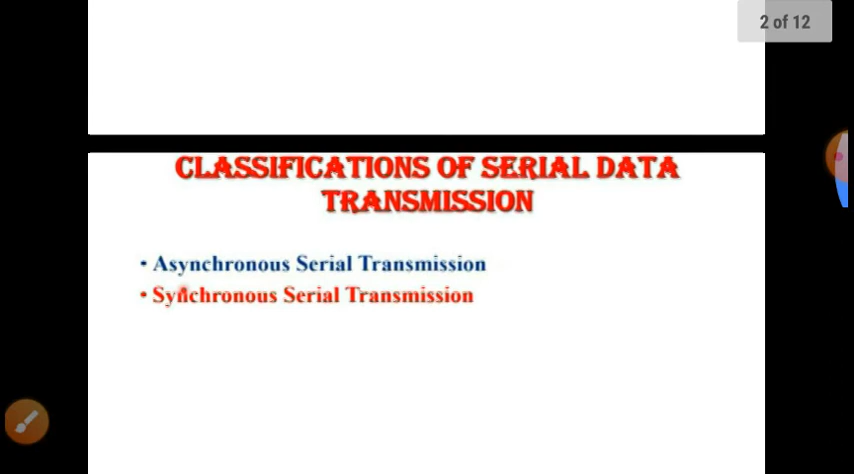 2 of 12
CLASSIFICATIONS OF SERIAL DATA
TRANSMISSION
• Asynchronous Serial Transmission
• Synchronous Serial Transmission